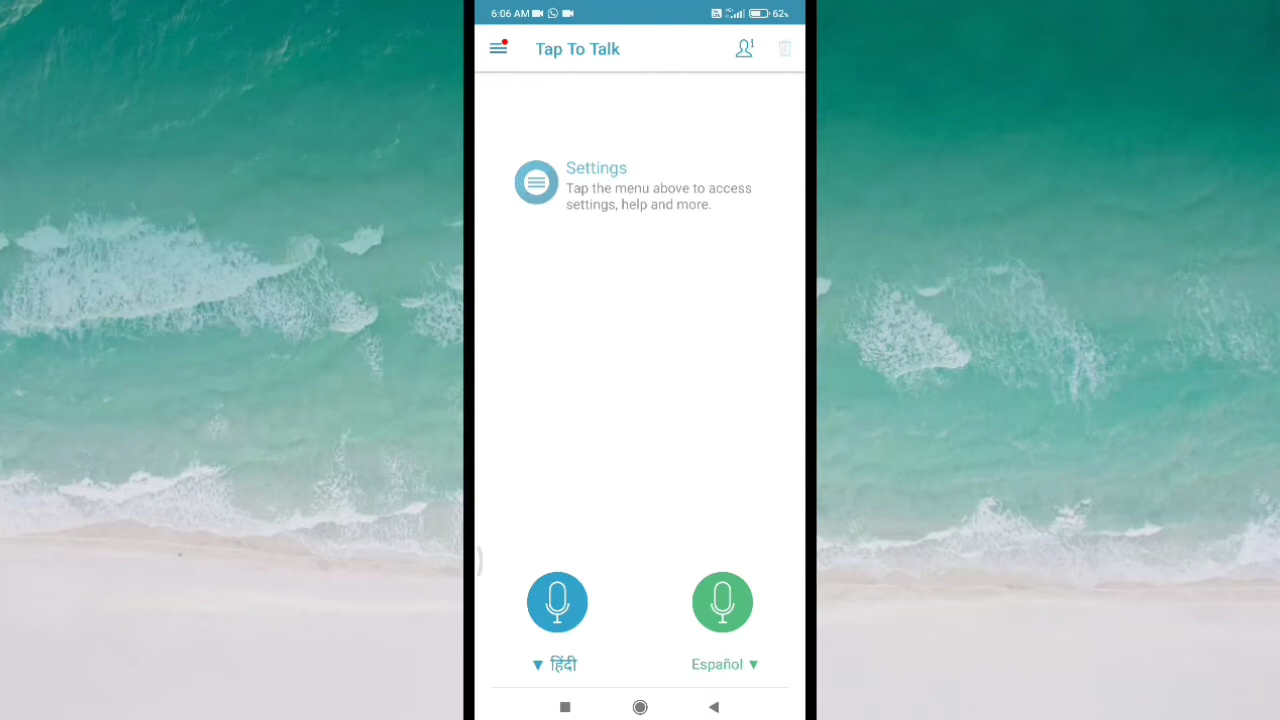 6:06 AM 62%
Tap To Talk
Settings
Tap the menu above to access
settings, help and more.
हिंदी Español